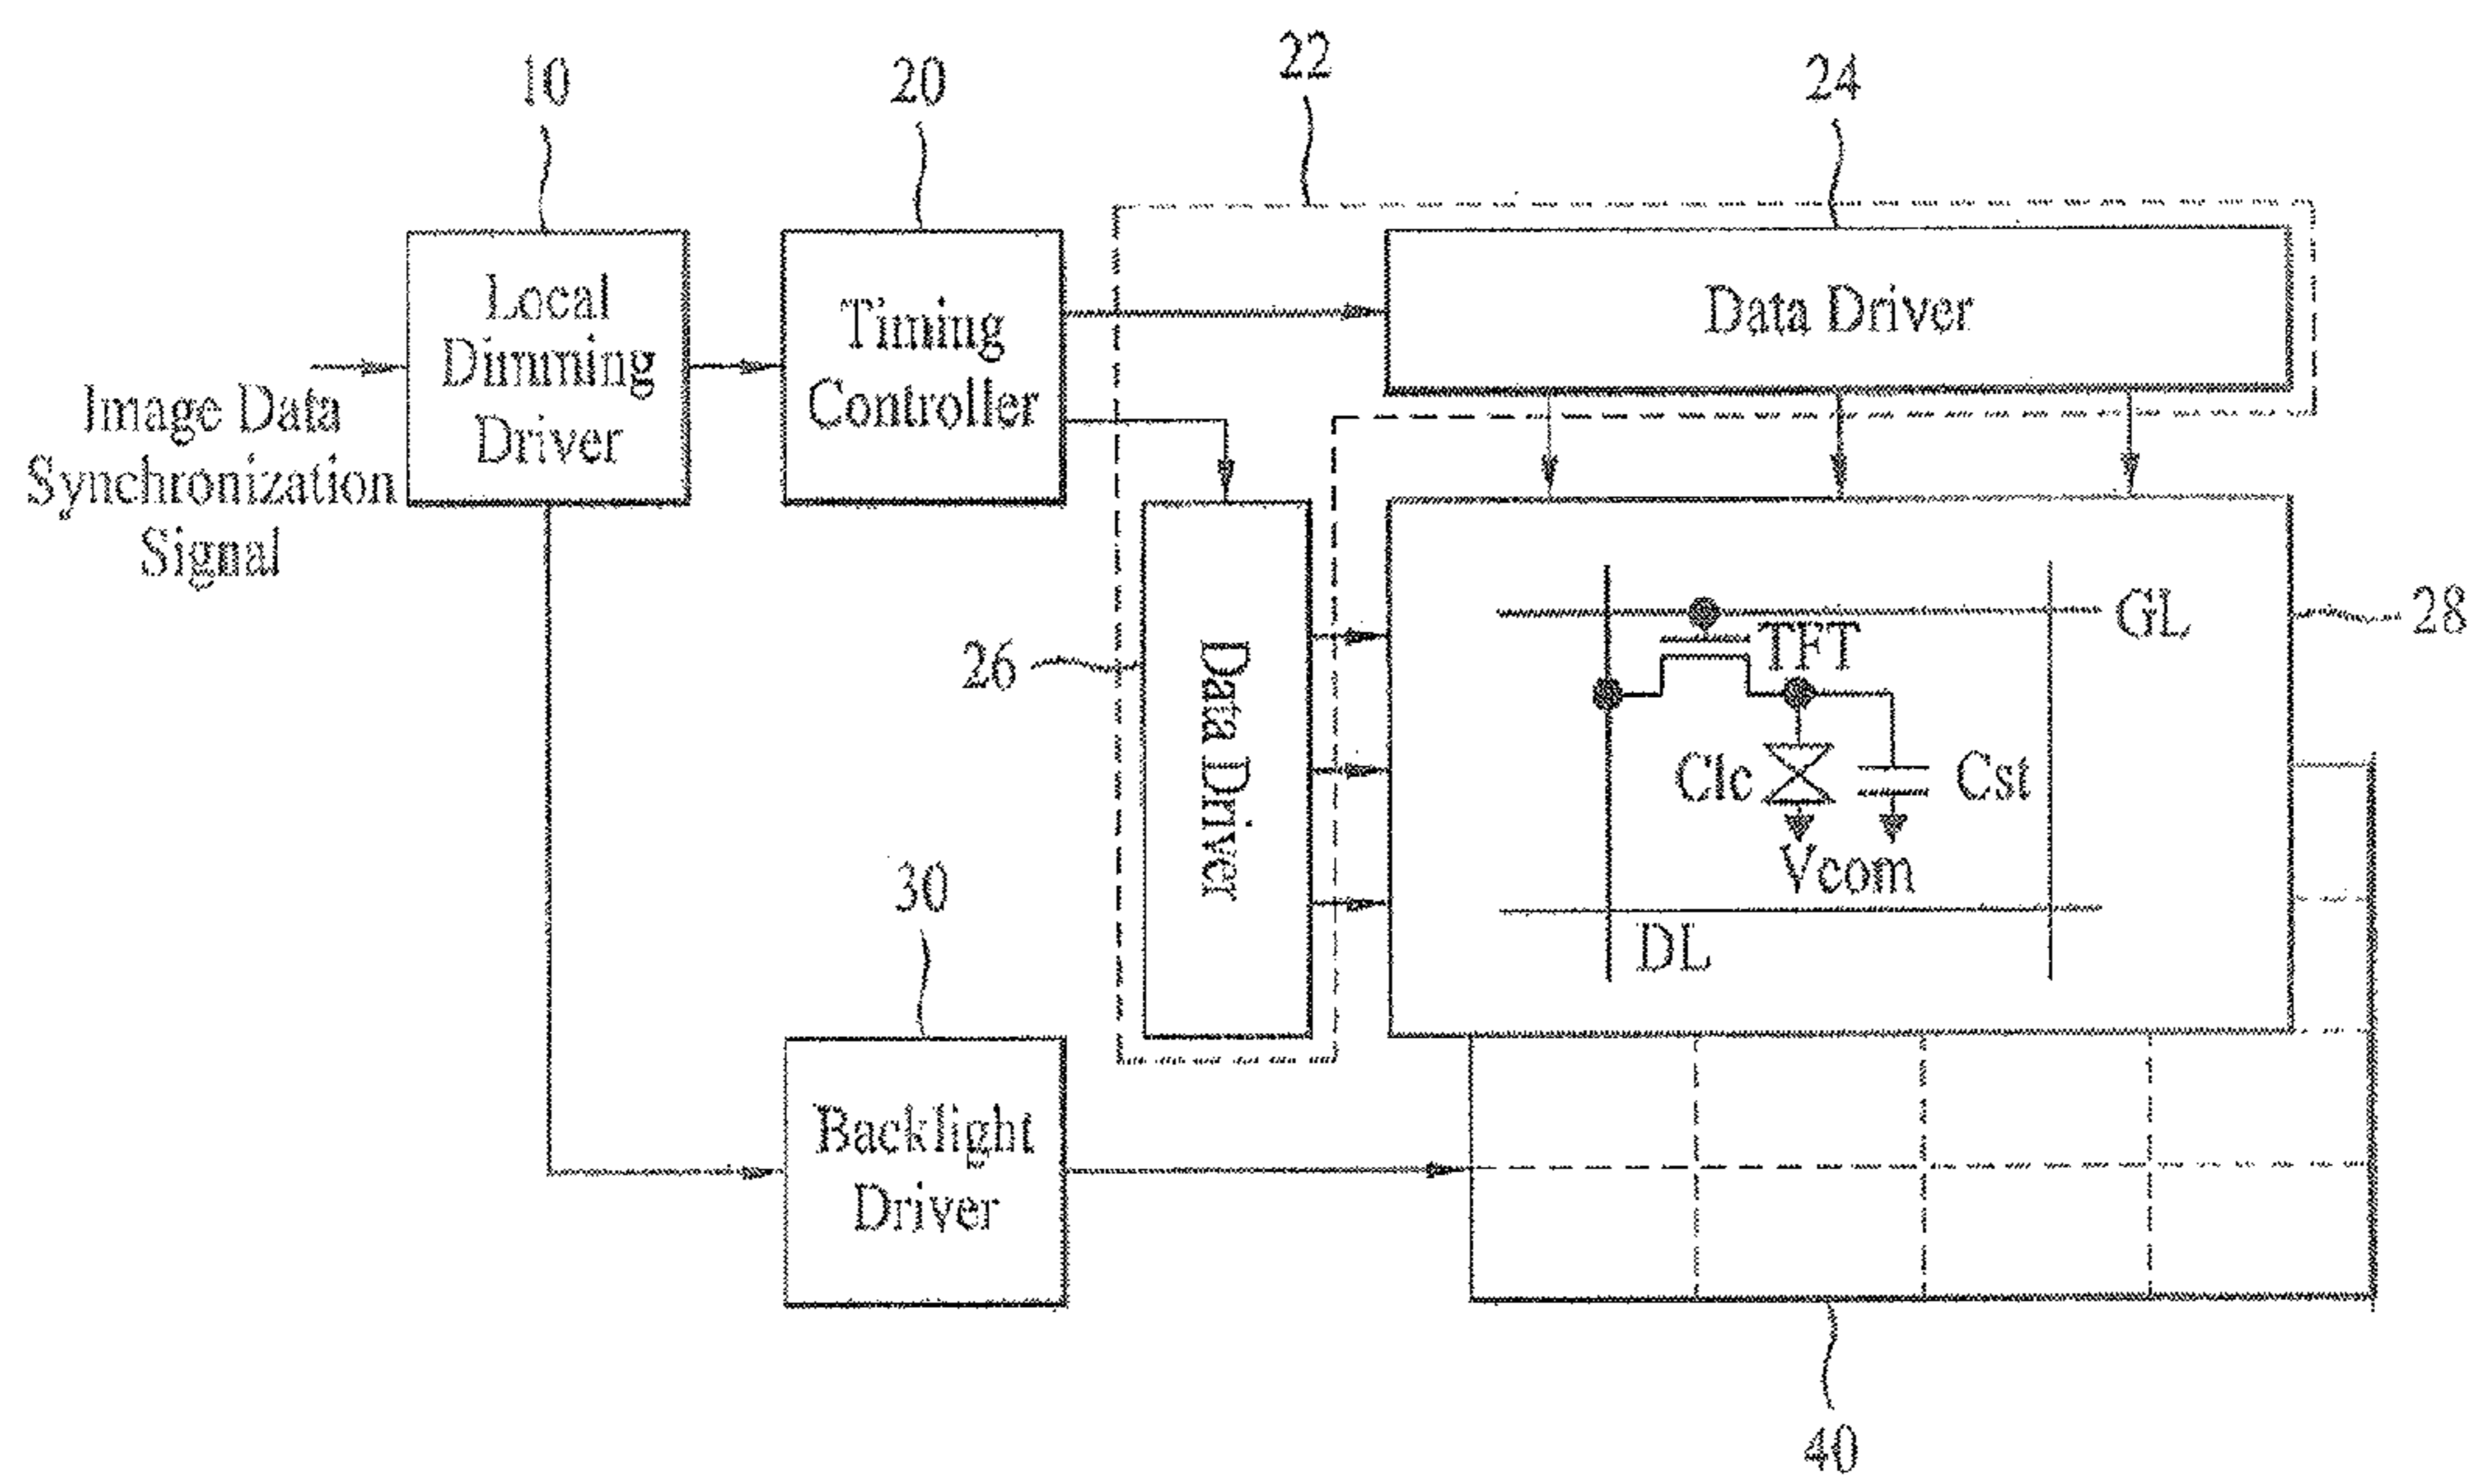 10
20
22
24
Local
Dimming
Driver
Timing
Controller
Data Driver
Image Data
Synchronization
Signal
26
Data Driver
GL
28
TFT
Clc
Cst
Vcom
DL
30
Backlight
Driver
40